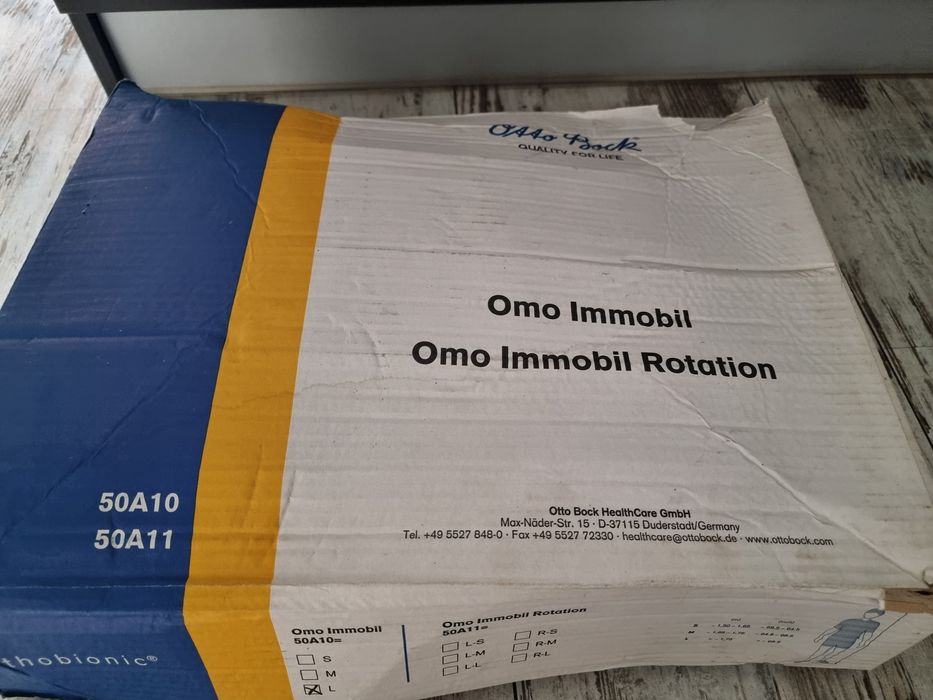 Otto Bock
QUALITY FOR LIFE
Omo Immobil
Omo Immobil Rotation
50A10
50A11
Otto Bock HealthCare GmbH
Max-Näder-Str. 15 · D-37115 Duderstadt/Germany
Tel. +49 5527 848-0 · Fax +49 5527 72330 · healthcare@ottobock.de · www.ottobock.com
thobionic®
Omo Immobil
50A10=
S
M
L
Omo Immobil Rotation
50A11=
L-S
L-M
L-L
R-S
R-M
R-L